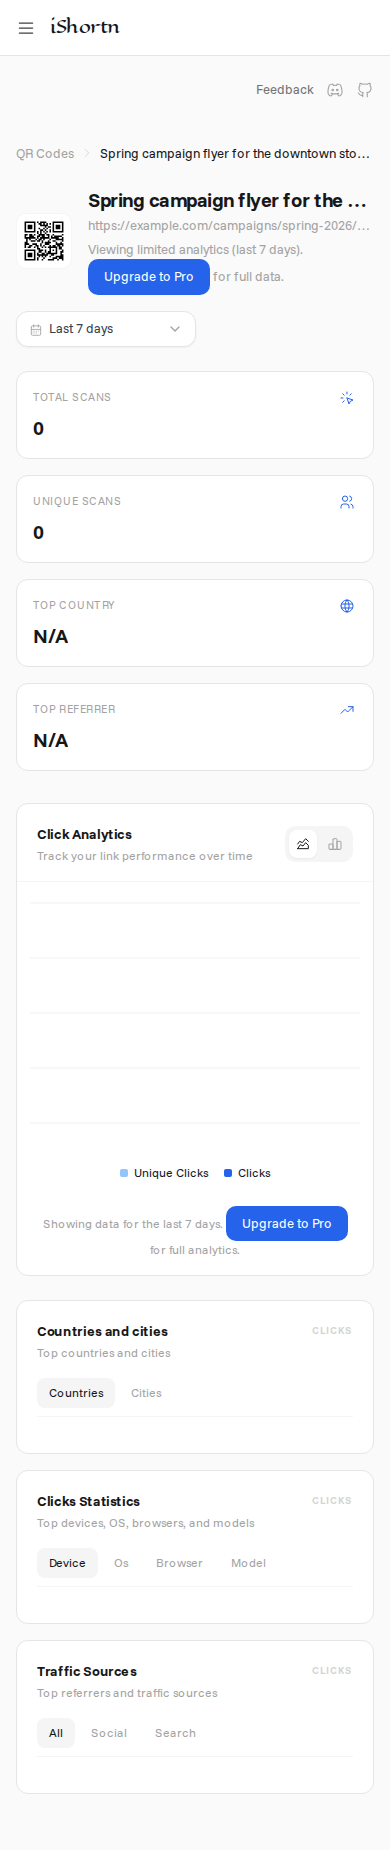 iShortn
Feedback
QR Codes > Spring campaign flyer for the downtown sto...
Spring campaign flyer for the ...
https://example.com/campaigns/spring-2026/...
Viewing limited analytics (last 7 days).
Upgrade to Pro for full data.
Last 7 days
TOTAL SCANS
0
UNIQUE SCANS
0
TOP COUNTRY
N/A
TOP REFERRER
N/A
Click Analytics
Track your link performance over time
Unique Clicks Clicks
Showing data for the last 7 days. Upgrade to Pro
for full analytics.
Countries and cities CLICKS
Top countries and cities
Countries Cities
Clicks Statistics CLICKS
Top devices, OS, browsers, and models
Device Os Browser Model
Traffic Sources CLICKS
Top referrers and traffic sources
All Social Search